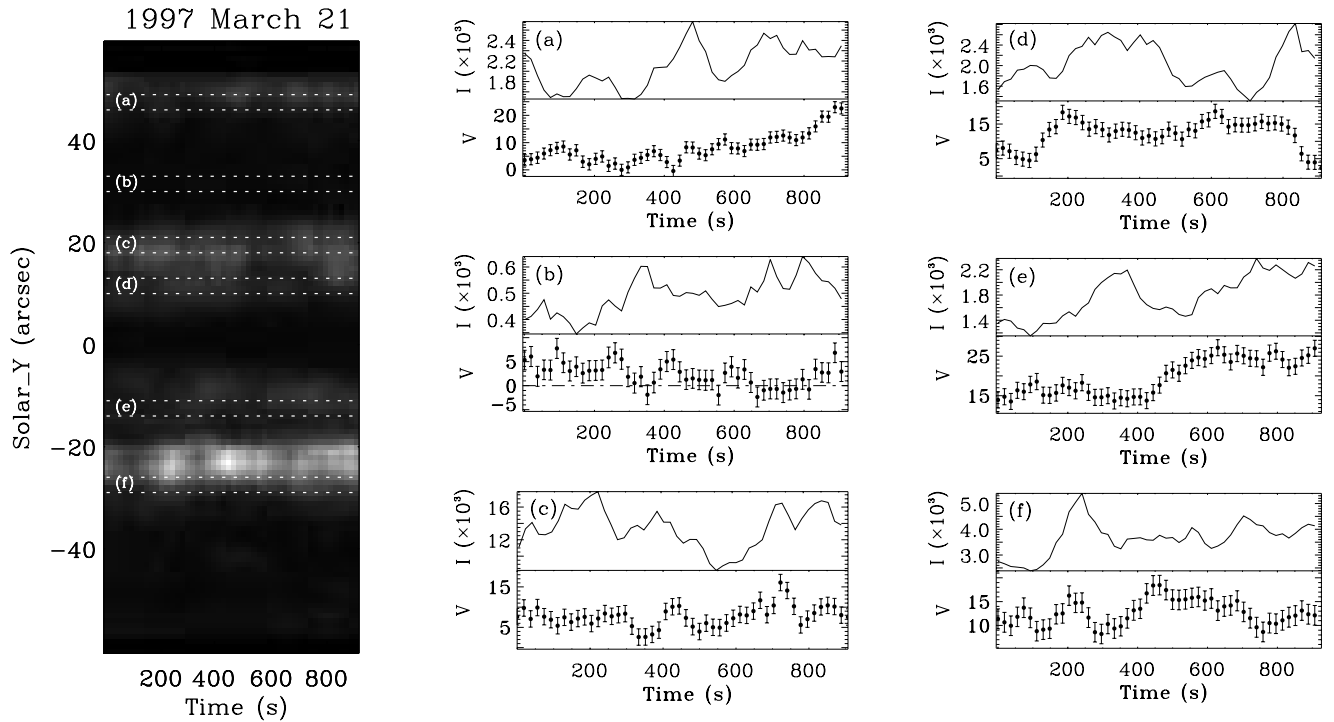 1997 March 21
Solar_Y (arcsec)
40
20
0
−20
−40
(a)
(b)
(c)
(d)
(e)
(f)
200 400 600 800
Time (s)
(a)
I (×10³)
2.4
2.2
1.8
V
20
10
0
200 400 600 800
Time (s)
(b)
I (×10³)
0.6
0.5
0.4
V
5
0
−5
200 400 600 800
Time (s)
(c)
I (×10³)
16
12
V
15
5
200 400 600 800
Time (s)
(d)
I (×10³)
2.4
2.0
1.6
V
15
5
200 400 600 800
Time (s)
(e)
I (×10³)
2.2
1.8
1.4
V
25
15
200 400 600 800
Time (s)
(f)
I (×10³)
5.0
4.0
3.0
V
15
10
200 400 600 800
Time (s)